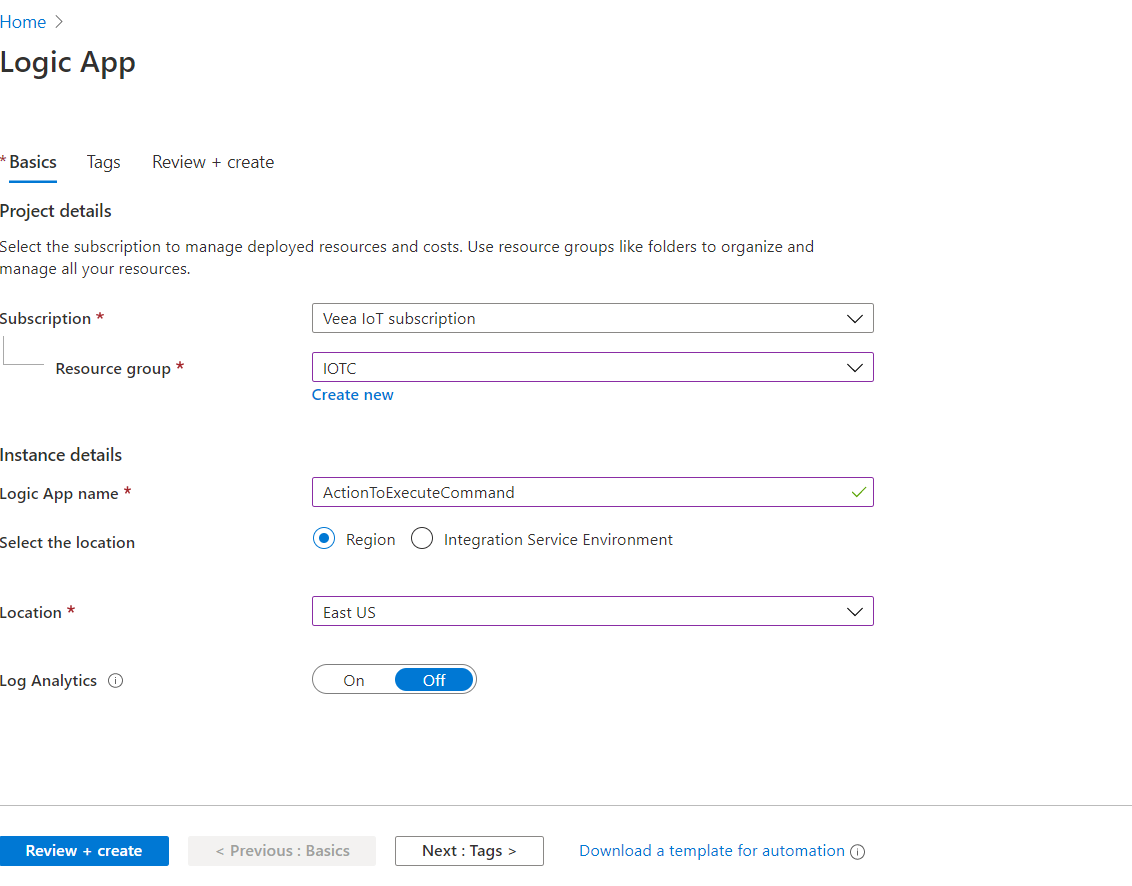 Home >
Logic App
* Basics Tags Review + create
Project details
Select the subscription to manage deployed resources and costs. Use resource groups like folders to organize and
manage all your resources.
Subscription * Veea IoT subscription
Resource group * IOTC
Create new
Instance details
Logic App name * ActionToExecuteCommand
Select the location Region Integration Service Environment
Location * East US
Log Analytics On Off
Review + create < Previous : Basics Next : Tags > Download a template for automation